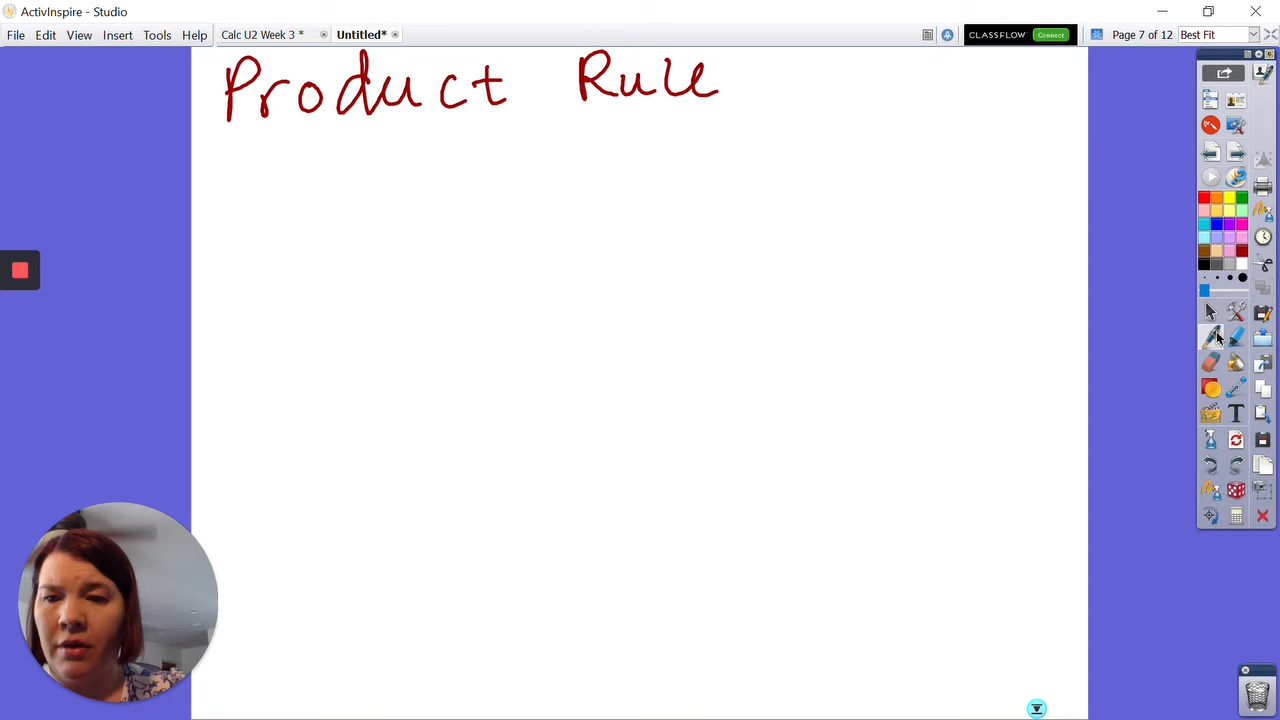 ActivInspire - Studio
File Edit View Insert Tools Help
Calc U2 Week 3 *
Untitled*
CLASSFLOW Connect
Page 7 of 12
Best Fit
Product Rule
T